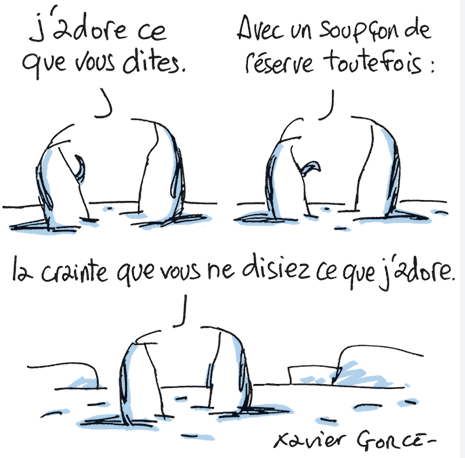 j'adore ce
que vous dites.
Avec un soupçon de
réserve toutefois :
la crainte que vous ne disiez ce que j'adore.
Xavier GORCE-